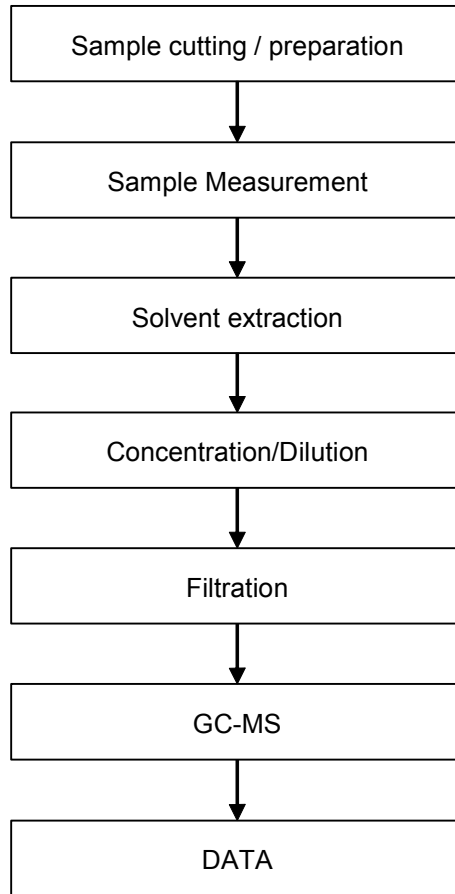 Sample cutting / preparation
Sample Measurement
Solvent extraction
Concentration/Dilution
Filtration
GC-MS
DATA